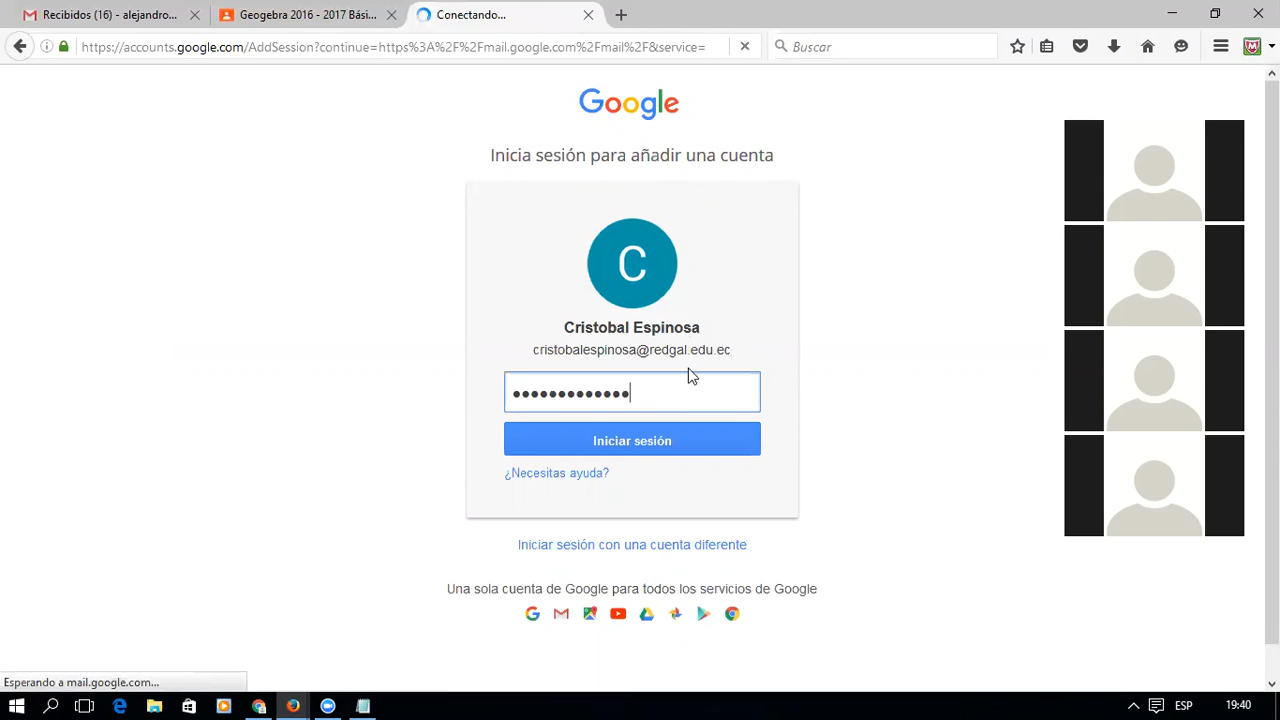 Recibidos (16) - alejandro...
Geogebra 2016 - 2017 Bási...
Conectando...
https://accounts.google.com/AddSession?continue=https%3A%2F%2Fmail.google.com%2Fmail%2F&service=
Buscar
Google
Inicia sesión para añadir una cuenta
C
Cristobal Espinosa
cristobalespinosa@redgal.edu.ec
●●●●●●●●●●●●●
Iniciar sesión
¿Necesitas ayuda?
Iniciar sesión con una cuenta diferente
Una sola cuenta de Google para todos los servicios de Google
Esperando a mail.google.com...
ESP
19:40